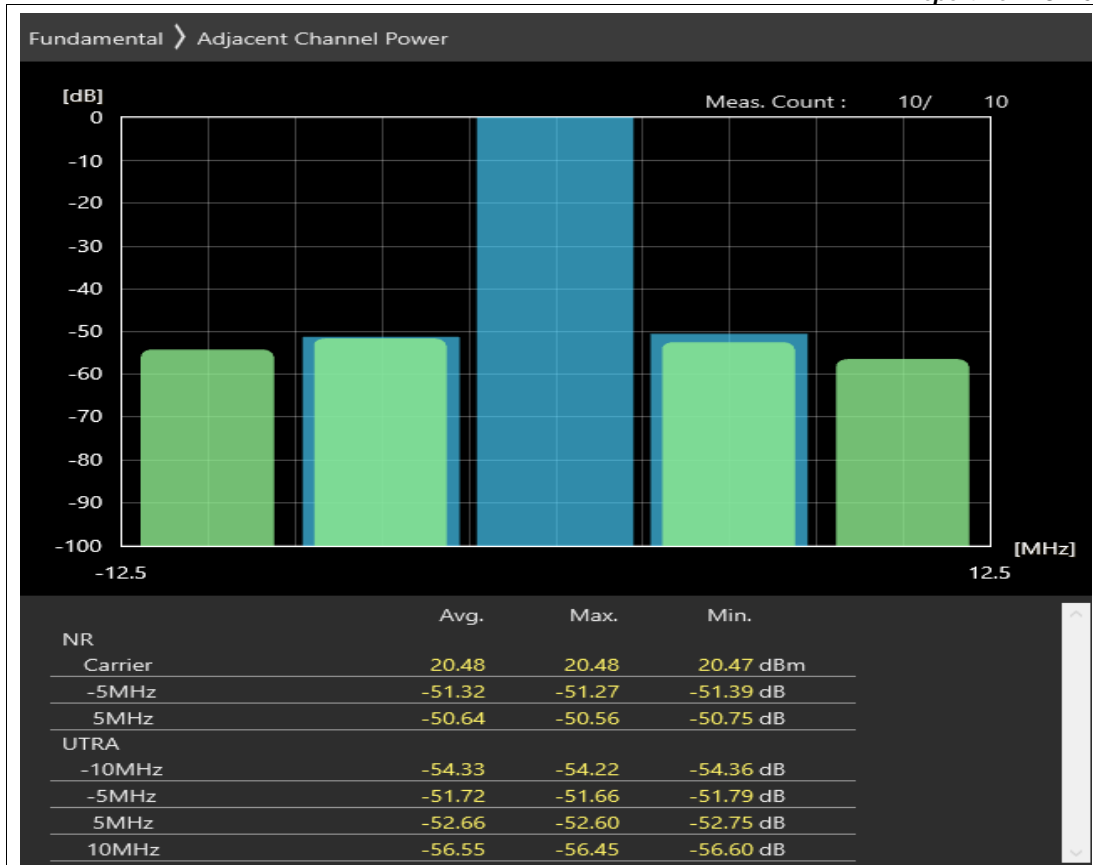 Fundamental ❯ Adjacent Channel Power
[dB]
Meas. Count : 10/ 10
0
-10
-20
-30
-40
-50
-60
-70
-80
-90
-100
[MHz]
-12.5 12.5
Avg. Max. Min.
NR
Carrier 20.48 20.48 20.47 dBm
-5MHz -51.32 -51.27 -51.39 dB
5MHz -50.64 -50.56 -50.75 dB
UTRA
-10MHz -54.33 -54.22 -54.36 dB
-5MHz -51.72 -51.66 -51.79 dB
5MHz -52.66 -52.60 -52.75 dB
10MHz -56.55 -56.45 -56.60 dB